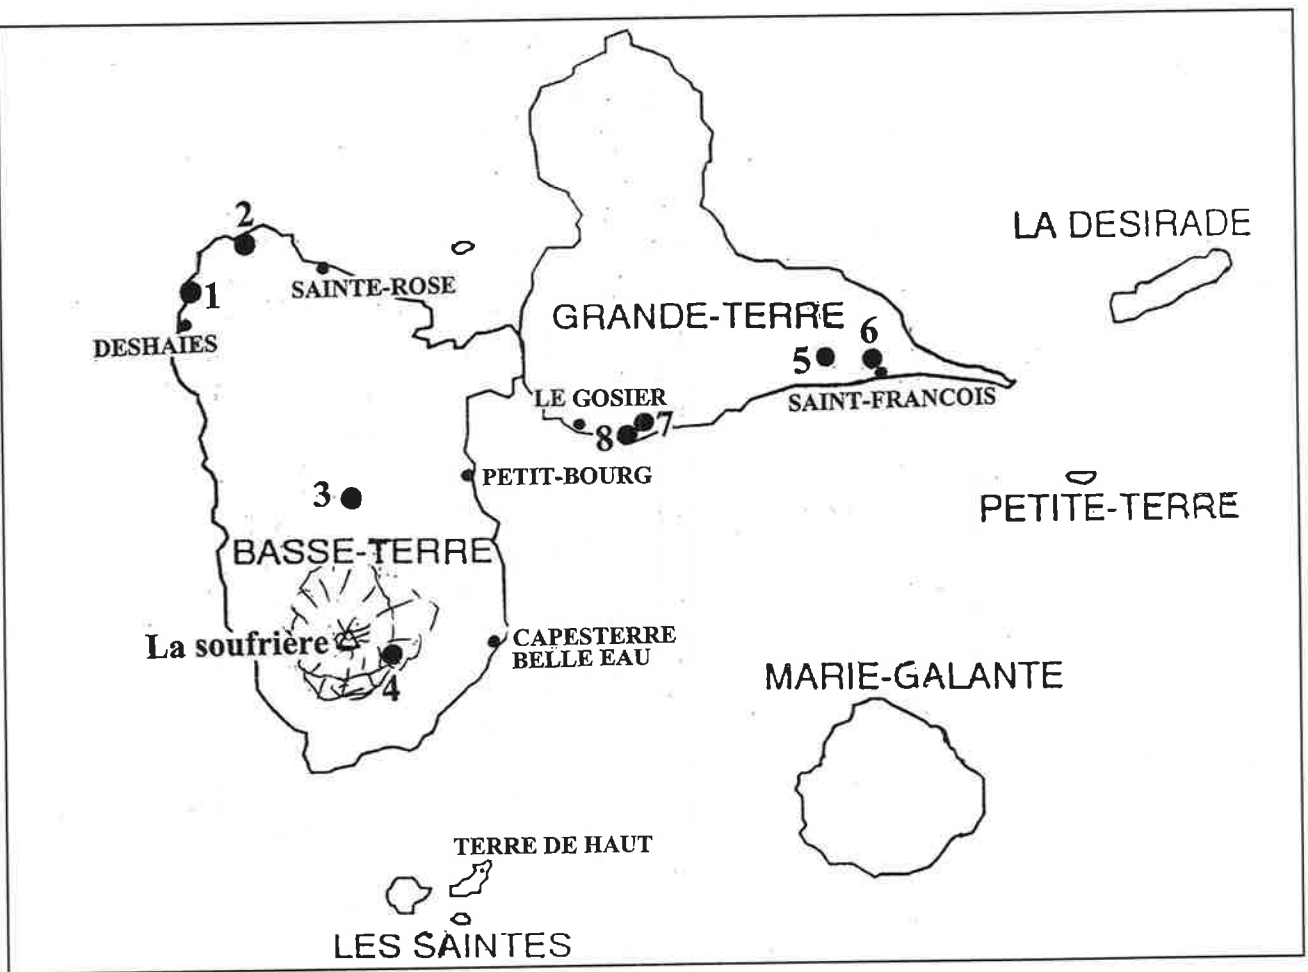 2
LA DESIRADE
SAINTE-ROSE
1
GRANDE-TERRE
DESHAIES
5
6
LE GOSIER
SAINT-FRANCOIS
8
7
PETIT-BOURG
3
PETITE-TERRE
BASSE-TERRE
La soufrière
CAPESTERRE
BELLE EAU
4
MARIE-GALANTE
TERRE DE HAUT
LES SAINTES